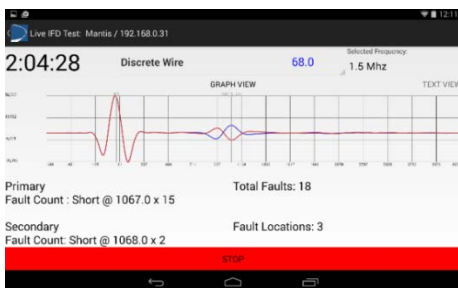 12:11
Live IFD Test: Mantis / 192.168.0.31
2:04:28
Discrete Wire
68.0
Selected Frequency:
1.5 Mhz
GRAPH VIEW
TEXT VIEW
Primary
Fault Count : Short @ 1067.0 x 15
Total Faults: 18
Secondary
Fault Count: Short @ 1068.0 x 2
Fault Locations: 3
STOP